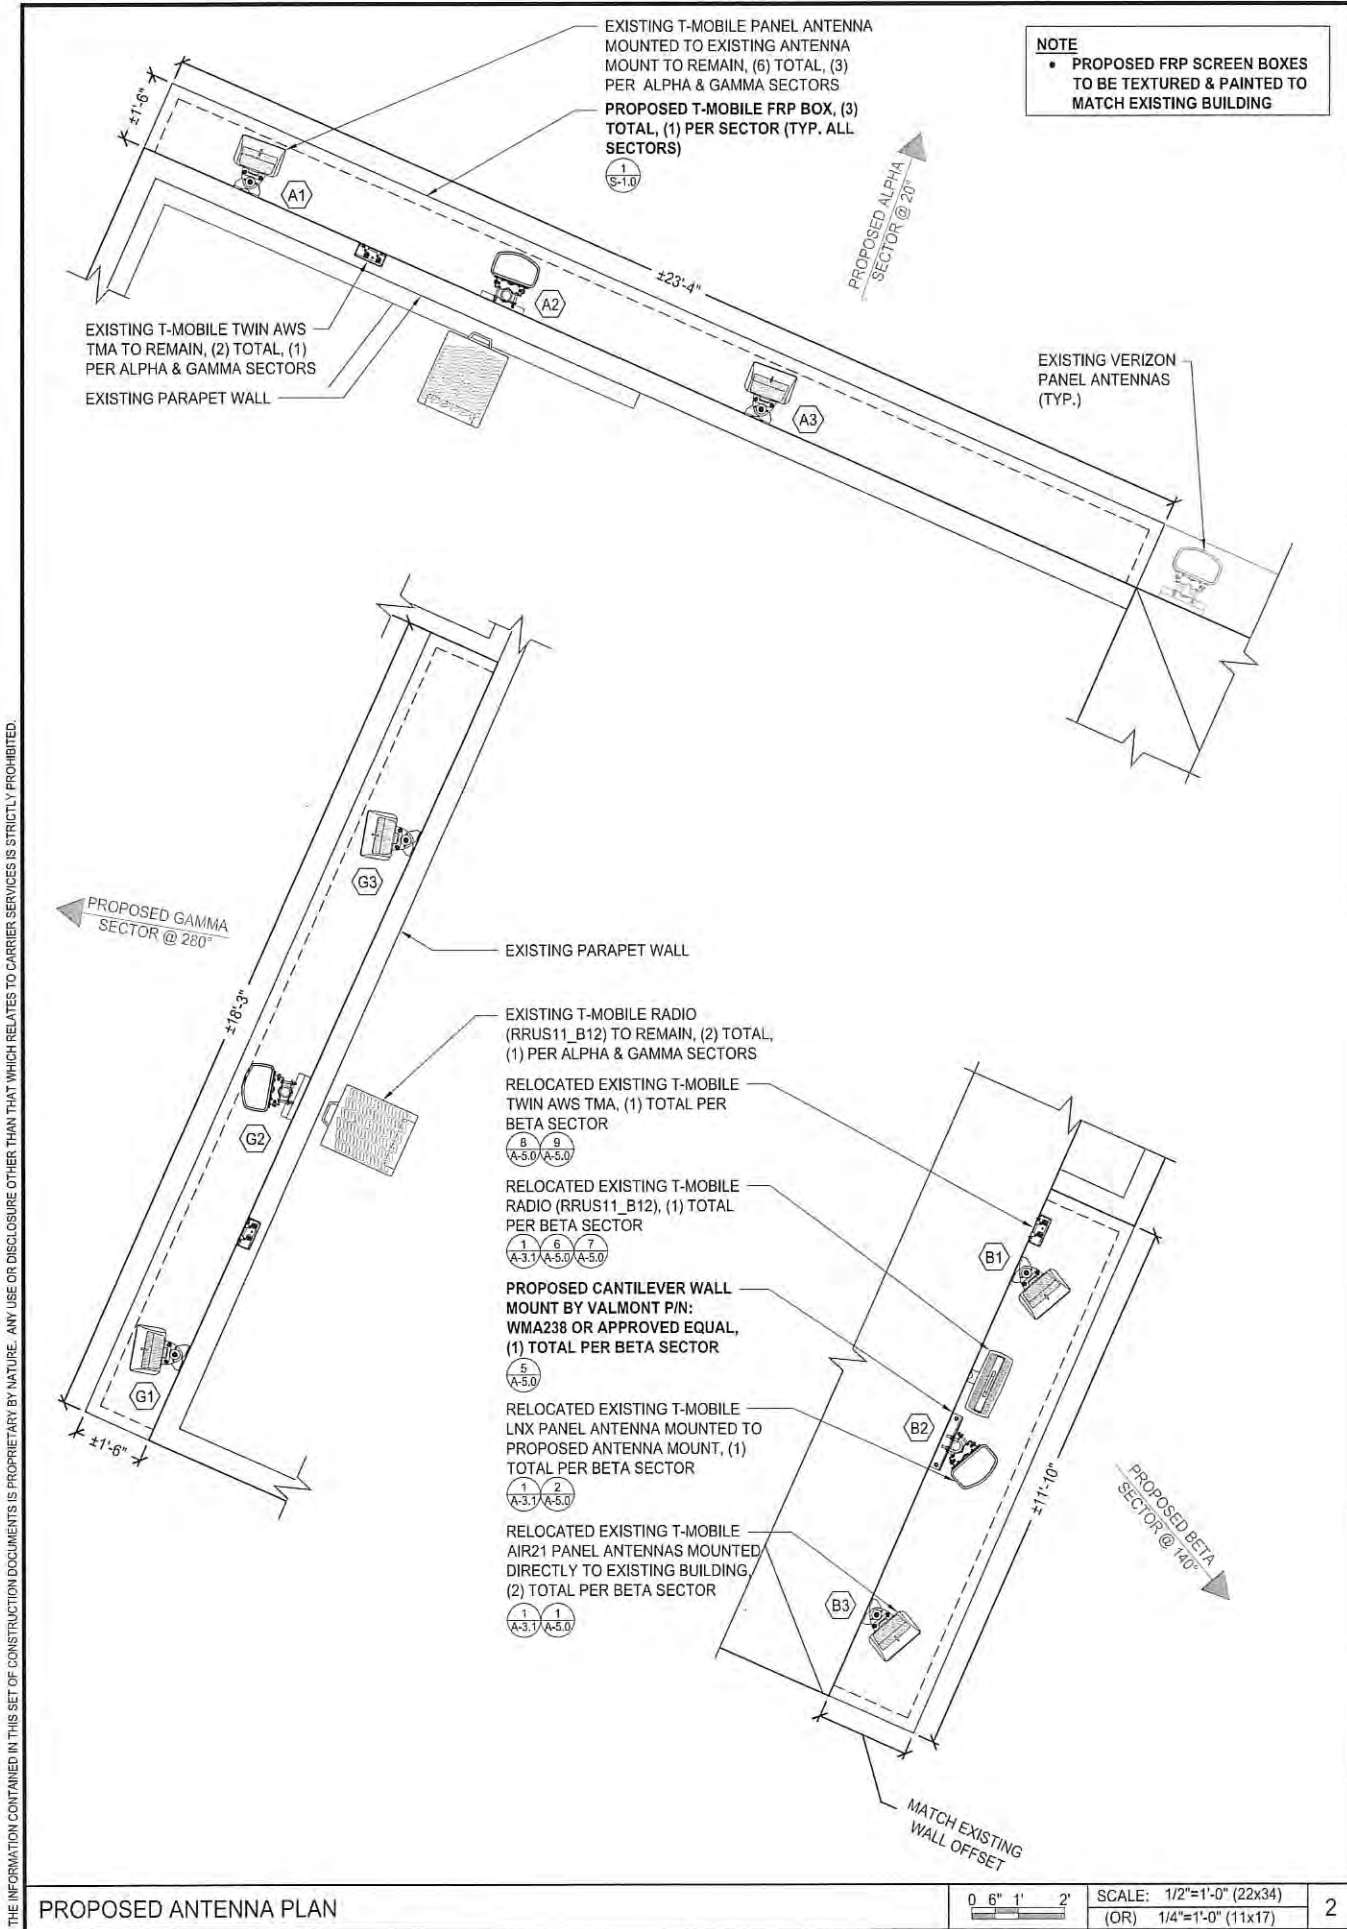 EXISTING T-MOBILE PANEL ANTENNA
MOUNTED TO EXISTING ANTENNA
MOUNT TO REMAIN, (6) TOTAL, (3)
PER ALPHA & GAMMA SECTORS
PROPOSED T-MOBILE FRP BOX, (3)
TOTAL, (1) PER SECTOR (TYP. ALL
SECTORS)
1
S-1.0
NOTE
• PROPOSED FRP SCREEN BOXES
TO BE TEXTURED & PAINTED TO
MATCH EXISTING BUILDING
±1'-6"
A1
PROPOSED ALPHA
SECTOR @ 20°
±23'-4"
A2
EXISTING T-MOBILE TWIN AWS
TMA TO REMAIN, (2) TOTAL, (1)
PER ALPHA & GAMMA SECTORS
EXISTING PARAPET WALL
A3
EXISTING VERIZON
PANEL ANTENNAS
(TYP.)
G3
PROPOSED GAMMA
SECTOR @ 280°
EXISTING PARAPET WALL
±18'-3"
EXISTING T-MOBILE RADIO
(RRUS11_B12) TO REMAIN, (2) TOTAL,
(1) PER ALPHA & GAMMA SECTORS
G2
RELOCATED EXISTING T-MOBILE
TWIN AWS TMA, (1) TOTAL PER
BETA SECTOR
8 9
A-5.0 A-5.0
RELOCATED EXISTING T-MOBILE
RADIO (RRUS11_B12), (1) TOTAL
PER BETA SECTOR
1 6 7
A-3.1 A-5.0 A-5.0
B1
PROPOSED CANTILEVER WALL
MOUNT BY VALMONT P/N:
WMA238 OR APPROVED EQUAL,
(1) TOTAL PER BETA SECTOR
5
A-5.0
G1
±1'-6"
RELOCATED EXISTING T-MOBILE
LNX PANEL ANTENNA MOUNTED TO
PROPOSED ANTENNA MOUNT, (1)
TOTAL PER BETA SECTOR
1 2
A-3.1 A-5.0
B2
±11'-10"
PROPOSED BETA
SECTOR @ 140°
RELOCATED EXISTING T-MOBILE
AIR21 PANEL ANTENNAS MOUNTED
DIRECTLY TO EXISTING BUILDING,
(2) TOTAL PER BETA SECTOR
1 1
A-3.1 A-5.0
B3
MATCH EXISTING
WALL OFFSET
THE INFORMATION CONTAINED IN THIS SET OF CONSTRUCTION DOCUMENTS IS PROPRIETARY BY NATURE. ANY USE OR DISCLOSURE OTHER THAN THAT WHICH RELATES TO CARRIER SERVICES IS STRICTLY PROHIBITED.
PROPOSED ANTENNA PLAN
0 6" 1' 2'
SCALE: 1/2"=1'-0" (22x34)
(OR) 1/4"=1'-0" (11x17)
2